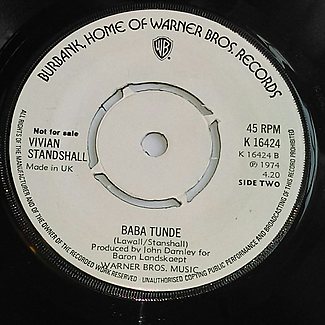 BURBANK, HOME OF WARNER BROS. RECORDS
WB
Not for sale
VIVIAN
STANDSHALL
Made in UK
45 RPM
K 16424
K 16424 B
℗ 1974
4.20
SIDE TWO
BABA TUNDE
(Lawall/Stanshall)
Produced by John Darnley for
Baron Landskaept
WARNER BROS. MUSIC
ALL RIGHTS OF THE MANUFACTURER AND OF THE OWNER OF THE RECORDED WORK RESERVED · UNAUTHORISED COPYING PUBLIC PERFORMANCE AND BROADCASTING OF THIS RECORD PROHIBITED